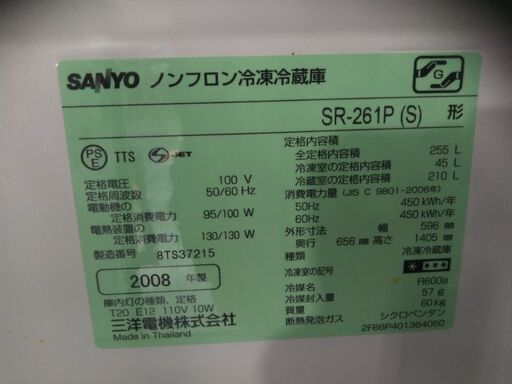 SANYO ノンフロン冷凍冷蔵庫
G
SR-261P (S) 形
PS E TTS S-JET
定格電圧 100 V
定格周波数 50/60 Hz
電動機の
定格消費電力 95/100 W
電熱装置の
定格消費電力 130/130 W
製造番号 8TS37215
2008 年製
庫内灯の種類、定格
T20 E12 110V 10W
三洋電機株式会社
Made in Thailand
定格内容積
全定格内容積 255 L
冷凍室の定格内容積 45 L
冷蔵室の定格内容積 210 L
消費電力量 (JIS C 9801-2006年)
50Hz 450 kWh/年
60Hz 450 kWh/年
外形寸法 幅 596 mm
奥行 656 mm 高さ 1405 mm
種類 冷凍冷蔵庫
冷凍室の記号
冷媒名 R600a
冷媒封入量 57 g
質量 60 kg
断熱発泡ガス シクロペンタン
2FB6P401364050